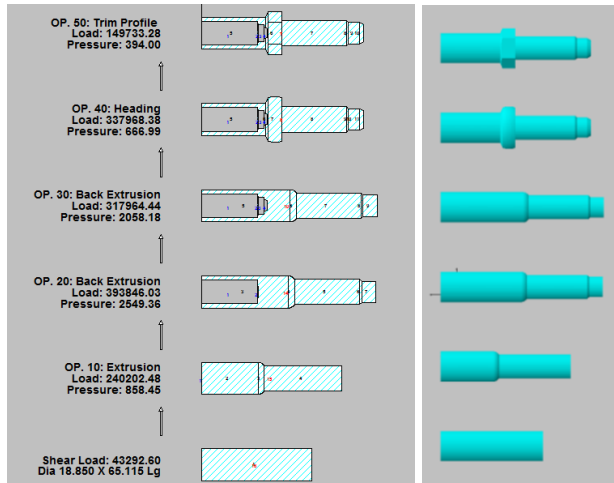 OP. 50: Trim Profile
Load: 149733.28
Pressure: 394.00
OP. 40: Heading
Load: 337968.38
Pressure: 666.99
OP. 30: Back Extrusion
Load: 317964.44
Pressure: 2058.18
OP. 20: Back Extrusion
Load: 393846.03
Pressure: 2549.36
OP. 10: Extrusion
Load: 240202.48
Pressure: 858.45
Shear Load: 43292.60
Dia 18.850 X 65.115 Lg